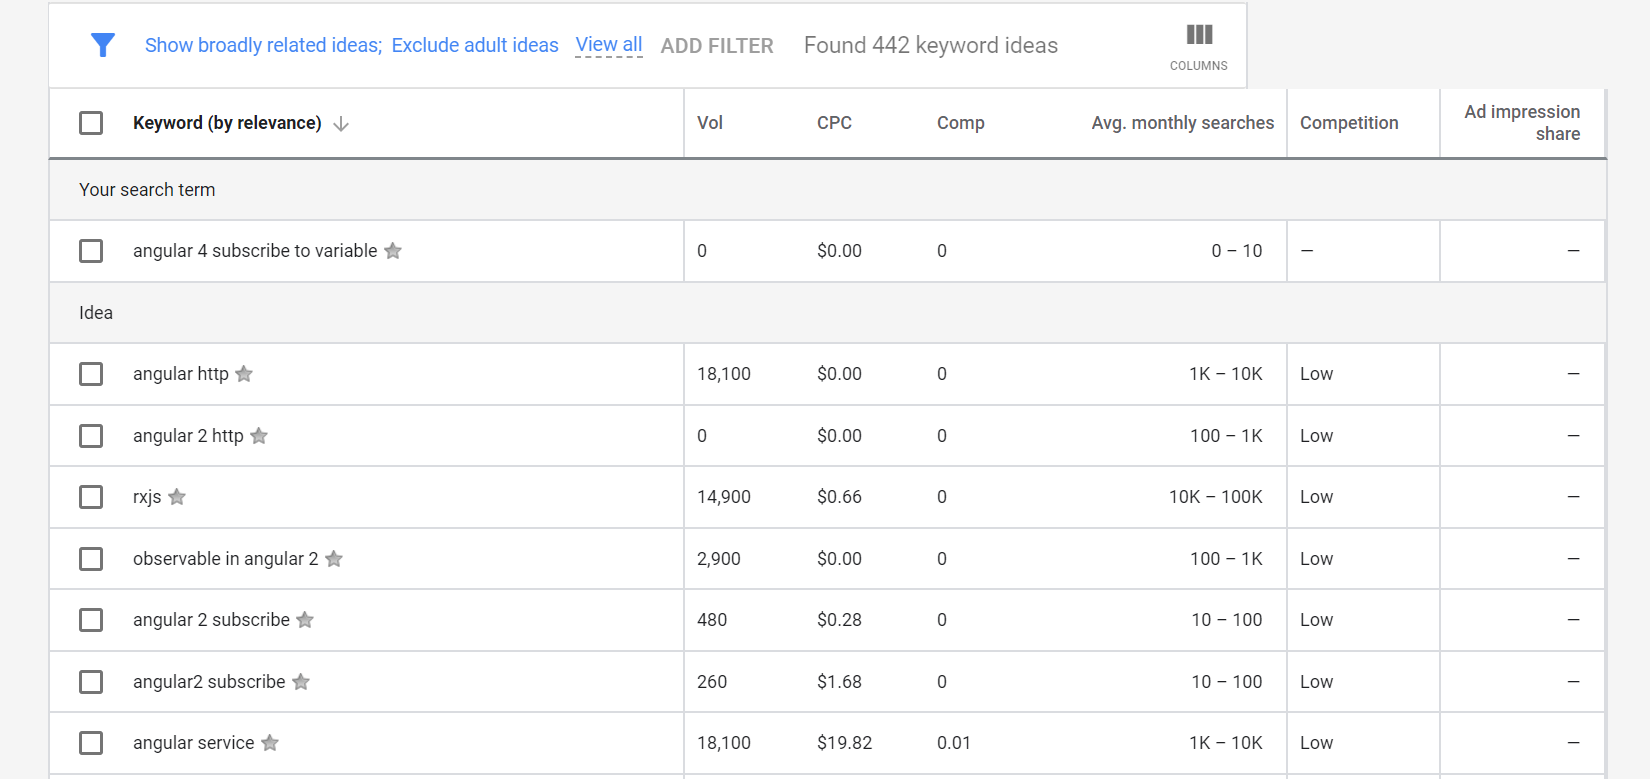 Show broadly related ideas; Exclude adult ideas View all ADD FILTER Found 442 keyword ideas COLUMNS
Keyword (by relevance) Vol CPC Comp Avg. monthly searches Competition Ad impression share
Your search term
angular 4 subscribe to variable 0 $0.00 0 0 – 10 – –
Idea
angular http 18,100 $0.00 0 1K – 10K Low –
angular 2 http 0 $0.00 0 100 – 1K Low –
rxjs 14,900 $0.66 0 10K – 100K Low –
observable in angular 2 2,900 $0.00 0 100 – 1K Low –
angular 2 subscribe 480 $0.28 0 10 – 100 Low –
angular2 subscribe 260 $1.68 0 10 – 100 Low –
angular service 18,100 $19.82 0.01 1K – 10K Low –